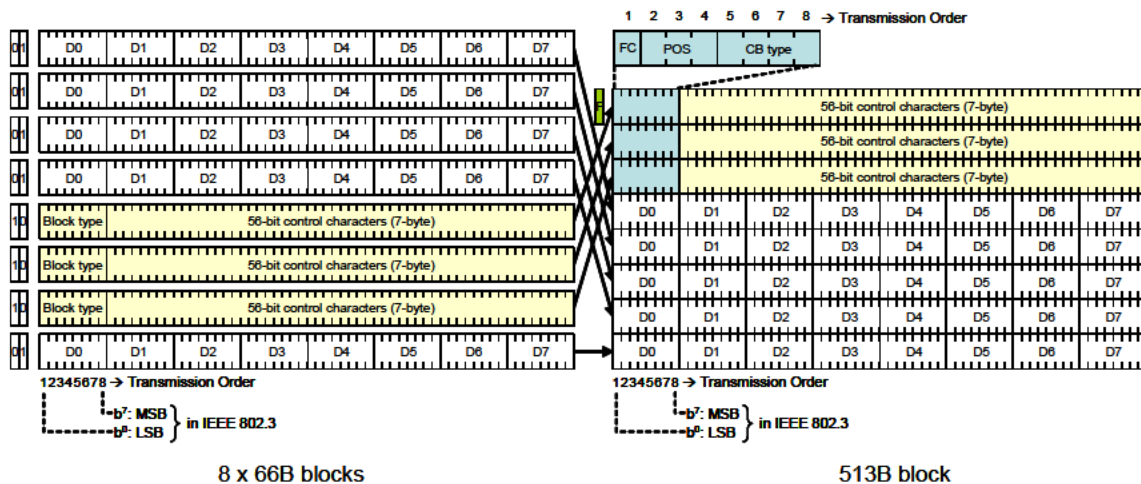 1 2 3 4 5 6 7 8 → Transmission Order
FC POS CB type
01 D0 D1 D2 D3 D4 D5 D6 D7
01 D0 D1 D2 D3 D4 D5 D6 D7
F 56-bit control characters (7-byte)
01 D0 D1 D2 D3 D4 D5 D6 D7
56-bit control characters (7-byte)
56-bit control characters (7-byte)
01 D0 D1 D2 D3 D4 D5 D6 D7
D0 D1 D2 D3 D4 D5 D6 D7
10 Block type 56-bit control characters (7-byte)
D0 D1 D2 D3 D4 D5 D6 D7
10 Block type 56-bit control characters (7-byte)
D0 D1 D2 D3 D4 D5 D6 D7
10 Block type 56-bit control characters (7-byte)
D0 D1 D2 D3 D4 D5 D6 D7
01 D0 D1 D2 D3 D4 D5 D6 D7
D0 D1 D2 D3 D4 D5 D6 D7
12345678 → Transmission Order
b7: MSB
b0: LSB
in IEEE 802.3
12345678 → Transmission Order
b7: MSB
b0: LSB
in IEEE 802.3
8 x 66B blocks
513B block